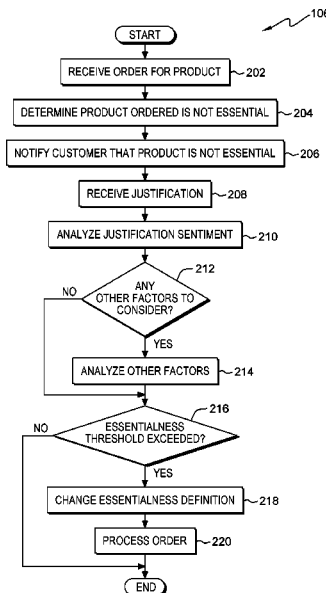 106
START
RECEIVE ORDER FOR PRODUCT
202
DETERMINE PRODUCT ORDERED IS NOT ESSENTIAL
204
NOTIFY CUSTOMER THAT PRODUCT IS NOT ESSENTIAL
206
RECEIVE JUSTIFICATION
208
ANALYZE JUSTIFICATION SENTIMENT
210
212
ANY
OTHER FACTORS TO
CONSIDER?
NO
YES
ANALYZE OTHER FACTORS
214
216
ESSENTIALNESS
THRESHOLD EXCEEDED?
NO
YES
CHANGE ESSENTIALNESS DEFINITION
218
PROCESS ORDER
220
END